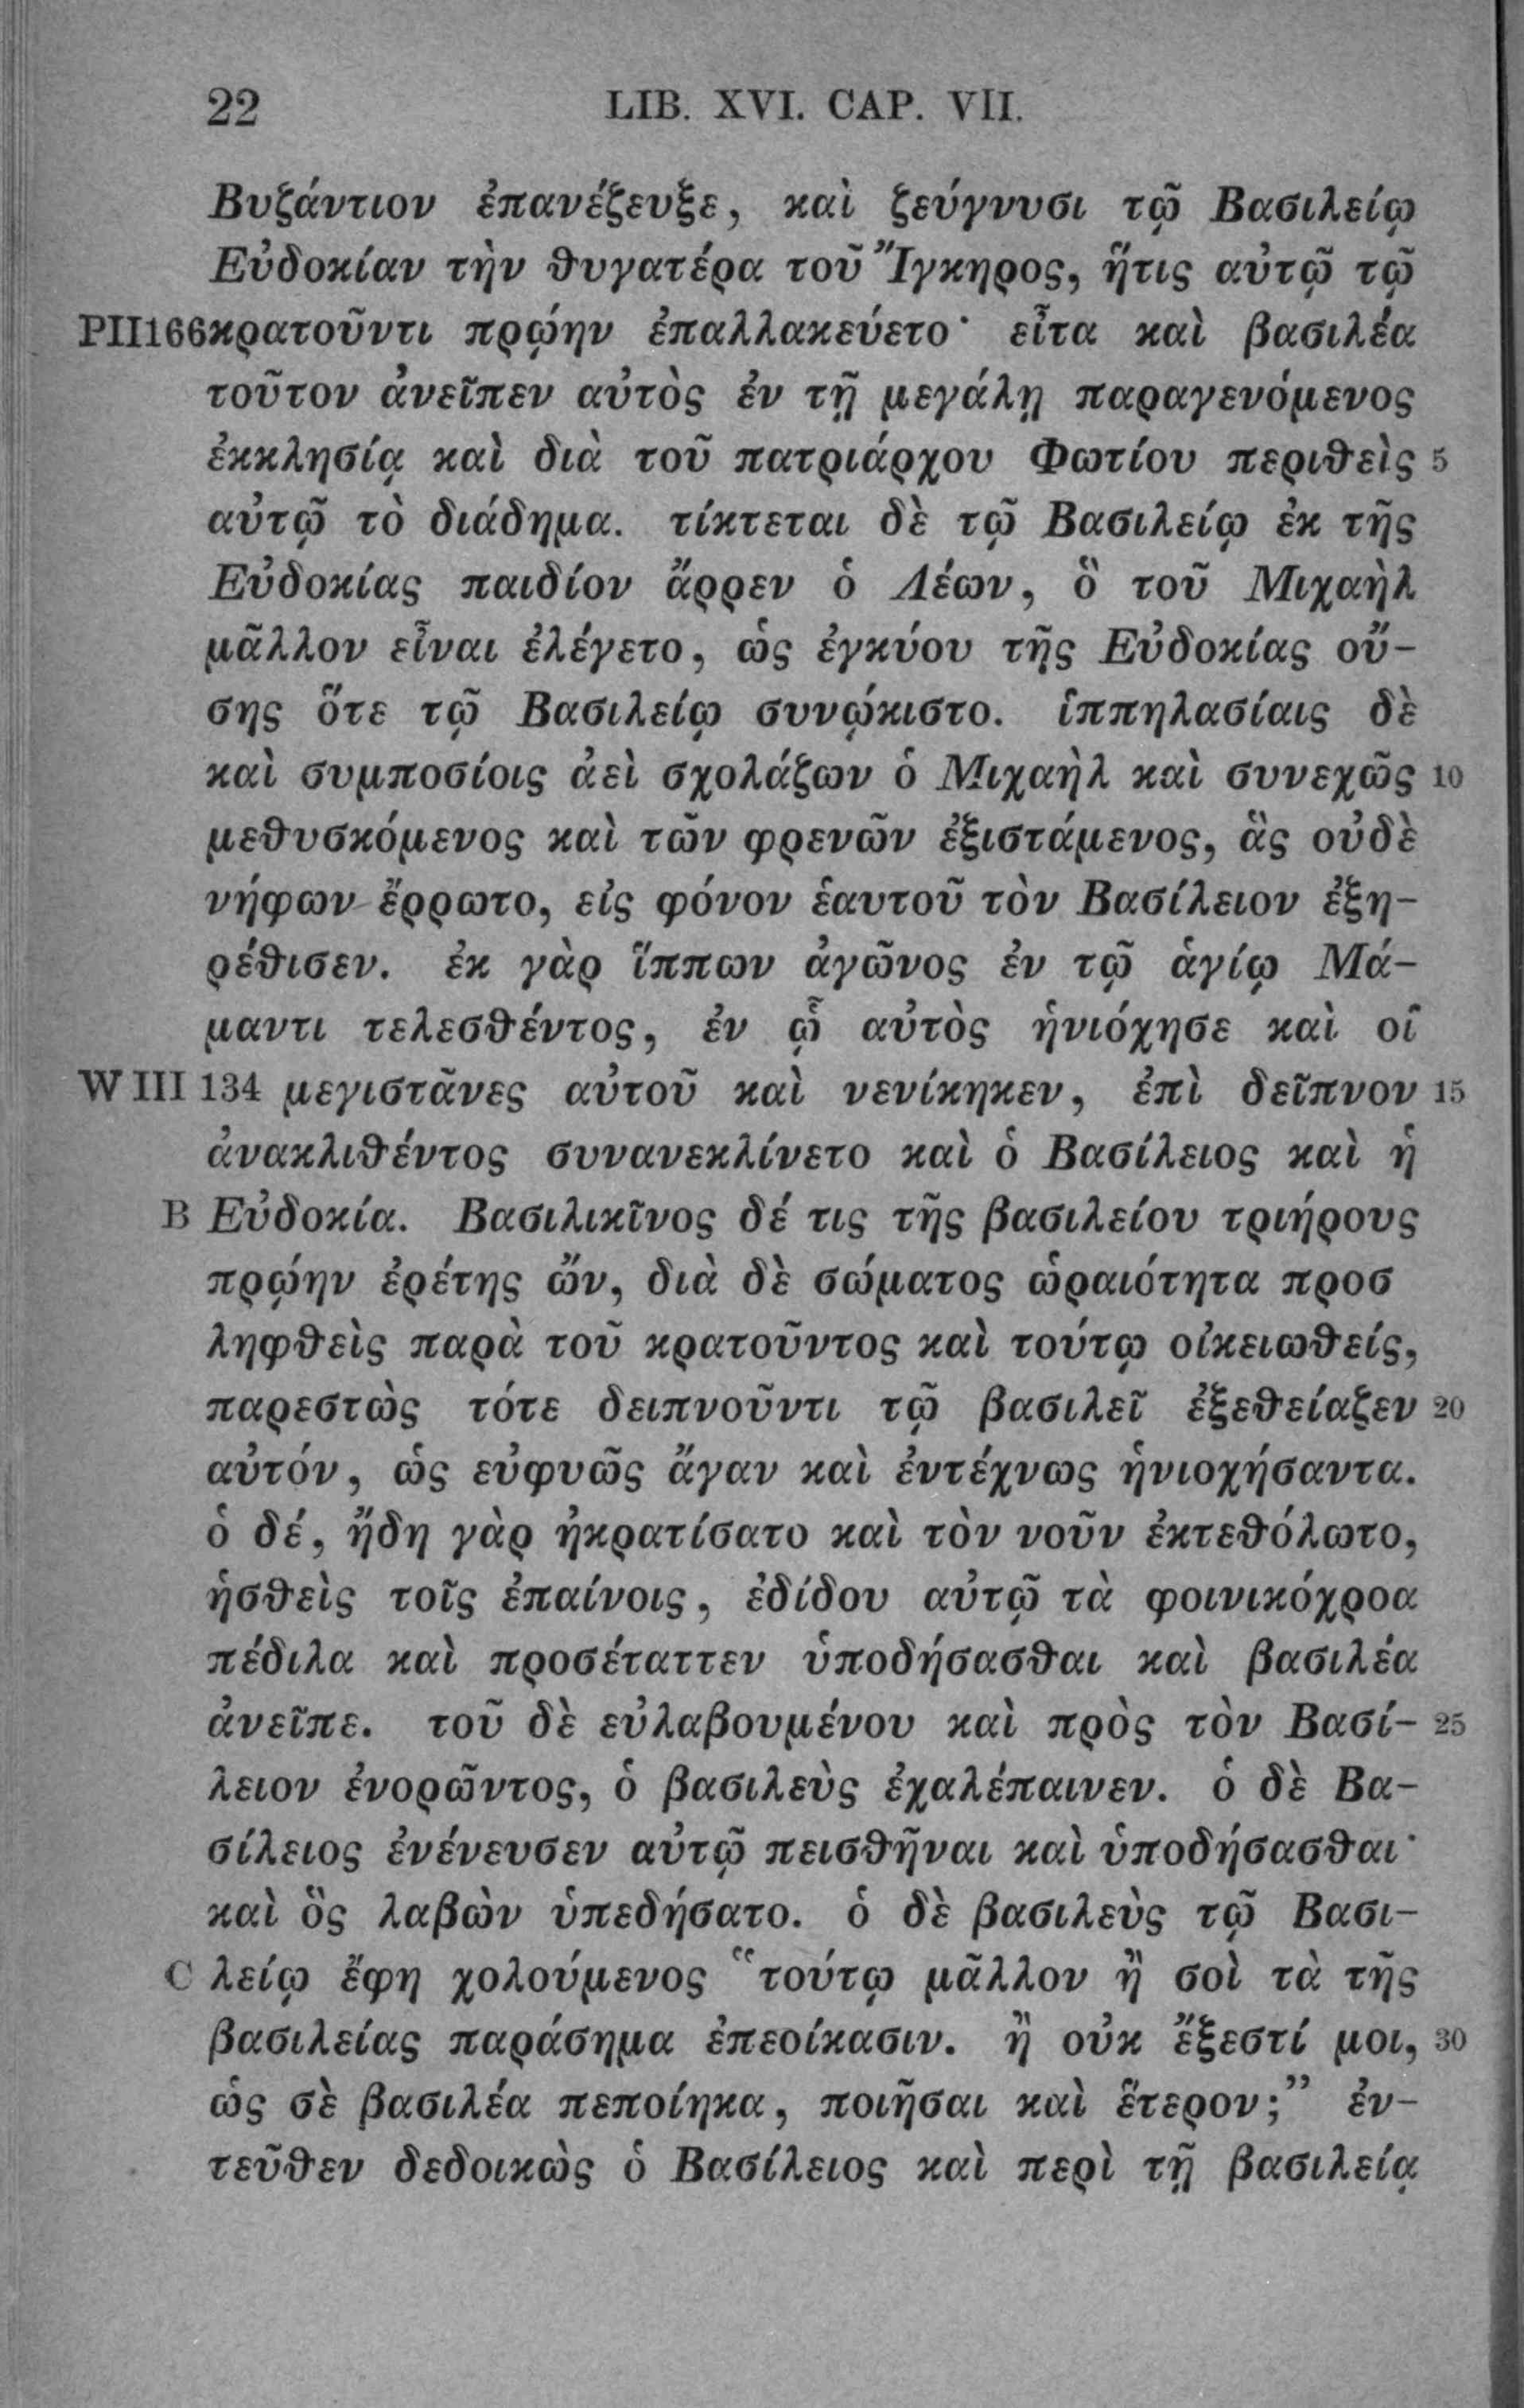 22 LIB. XVI. CAP. VII.
Βυζάντιον ἐπανέζευξε, καὶ ζεύγνυσι τῷ Βασιλείῳ
Εὐδοκίαν τὴν θυγατέρα τοῦ Ἴγκηρος, ἥτις αὐτῷ τῷ
PII166 κρατοῦντι πρῴην ἐπαλλακεύετο· εἶτα καὶ βασιλέα
τοῦτον ἀνεῖπεν αὐτὸς ἐν τῇ μεγάλῃ παραγενόμενος
ἐκκλησίᾳ καὶ διὰ τοῦ πατριάρχου Φωτίου περιθεὶς 5
αὐτῷ τὸ διάδημα. τίκτεται δὲ τῷ Βασιλείῳ ἐκ τῆς
Εὐδοκίας παιδίον ἄρρεν ὁ Λέων, ὃ τοῦ Μιχαὴλ
μᾶλλον εἶναι ἐλέγετο, ὡς ἐγκύου τῆς Εὐδοκίας οὔ-
σης ὅτε τῷ Βασιλείῳ συνῴκιστο. ἱππηλασίαις δὲ
καὶ συμποσίοις ἀεὶ σχολάζων ὁ Μιχαὴλ καὶ συνεχῶς 10
μεθυσκόμενος καὶ τῶν φρενῶν ἐξιστάμενος, ἃς οὐδὲ
νήφων ἔρρωτο, εἰς φόνον ἑαυτοῦ τὸν Βασίλειον ἐξη-
ρέθισεν. ἐκ γὰρ ἵππων ἀγῶνος ἐν τῷ ἁγίῳ Μά-
μαντι τελεσθέντος, ἐν ᾧ αὐτὸς ἡνιόχησε καὶ οἱ
W III 134 μεγιστᾶνες αὐτοῦ καὶ νενίκηκεν, ἐπὶ δεῖπνον 15
ἀνακλιθέντος συνανεκλίνετο καὶ ὁ Βασίλειος καὶ ἡ
B Εὐδοκία. Βασιλικῖνος δέ τις τῆς βασιλείου τριήρους
πρῴην ἐρέτης ὤν, διὰ δὲ σώματος ὡραιότητα προσ
ληφθεὶς παρὰ τοῦ κρατοῦντος καὶ τούτῳ οἰκειωθείς,
παρεστὼς τότε δειπνοῦντι τῷ βασιλεῖ ἐξεθείαζεν 20
αὐτόν, ὡς εὐφυῶς ἄγαν καὶ ἐντέχνως ἡνιοχήσαντα.
ὁ δέ, ἤδη γὰρ ἠκρατίσατο καὶ τὸν νοῦν ἐκτεθόλωτο,
ἡσθεὶς τοῖς ἐπαίνοις, ἐδίδου αὐτῷ τὰ φοινικόχροα
πέδιλα καὶ προσέταττεν ὑποδήσασθαι καὶ βασιλέα
ἀνεῖπε. τοῦ δὲ εὐλαβουμένου καὶ πρὸς τὸν Βασί- 25
λειον ἐνορῶντος, ὁ βασιλεὺς ἐχαλέπαινεν. ὁ δὲ Βα-
σίλειος ἐνένευσεν αὐτῷ πεισθῆναι καὶ ὑποδήσασθαι·
καὶ ὃς λαβὼν ὑπεδήσατο. ὁ δὲ βασιλεὺς τῷ Βασι-
C λείῳ ἔφη χολούμενος “τούτῳ μᾶλλον ἢ σοὶ τὰ τῆς
βασιλείας παράσημα ἐπεοίκασιν. ἢ οὐκ ἔξεστί μοι, 30
ὡς σὲ βασιλέα πεποίηκα, ποιῆσαι καὶ ἕτερον;” ἐν-
τεῦθεν δεδοικὼς ὁ Βασίλειος καὶ περὶ τῇ βασιλείᾳ